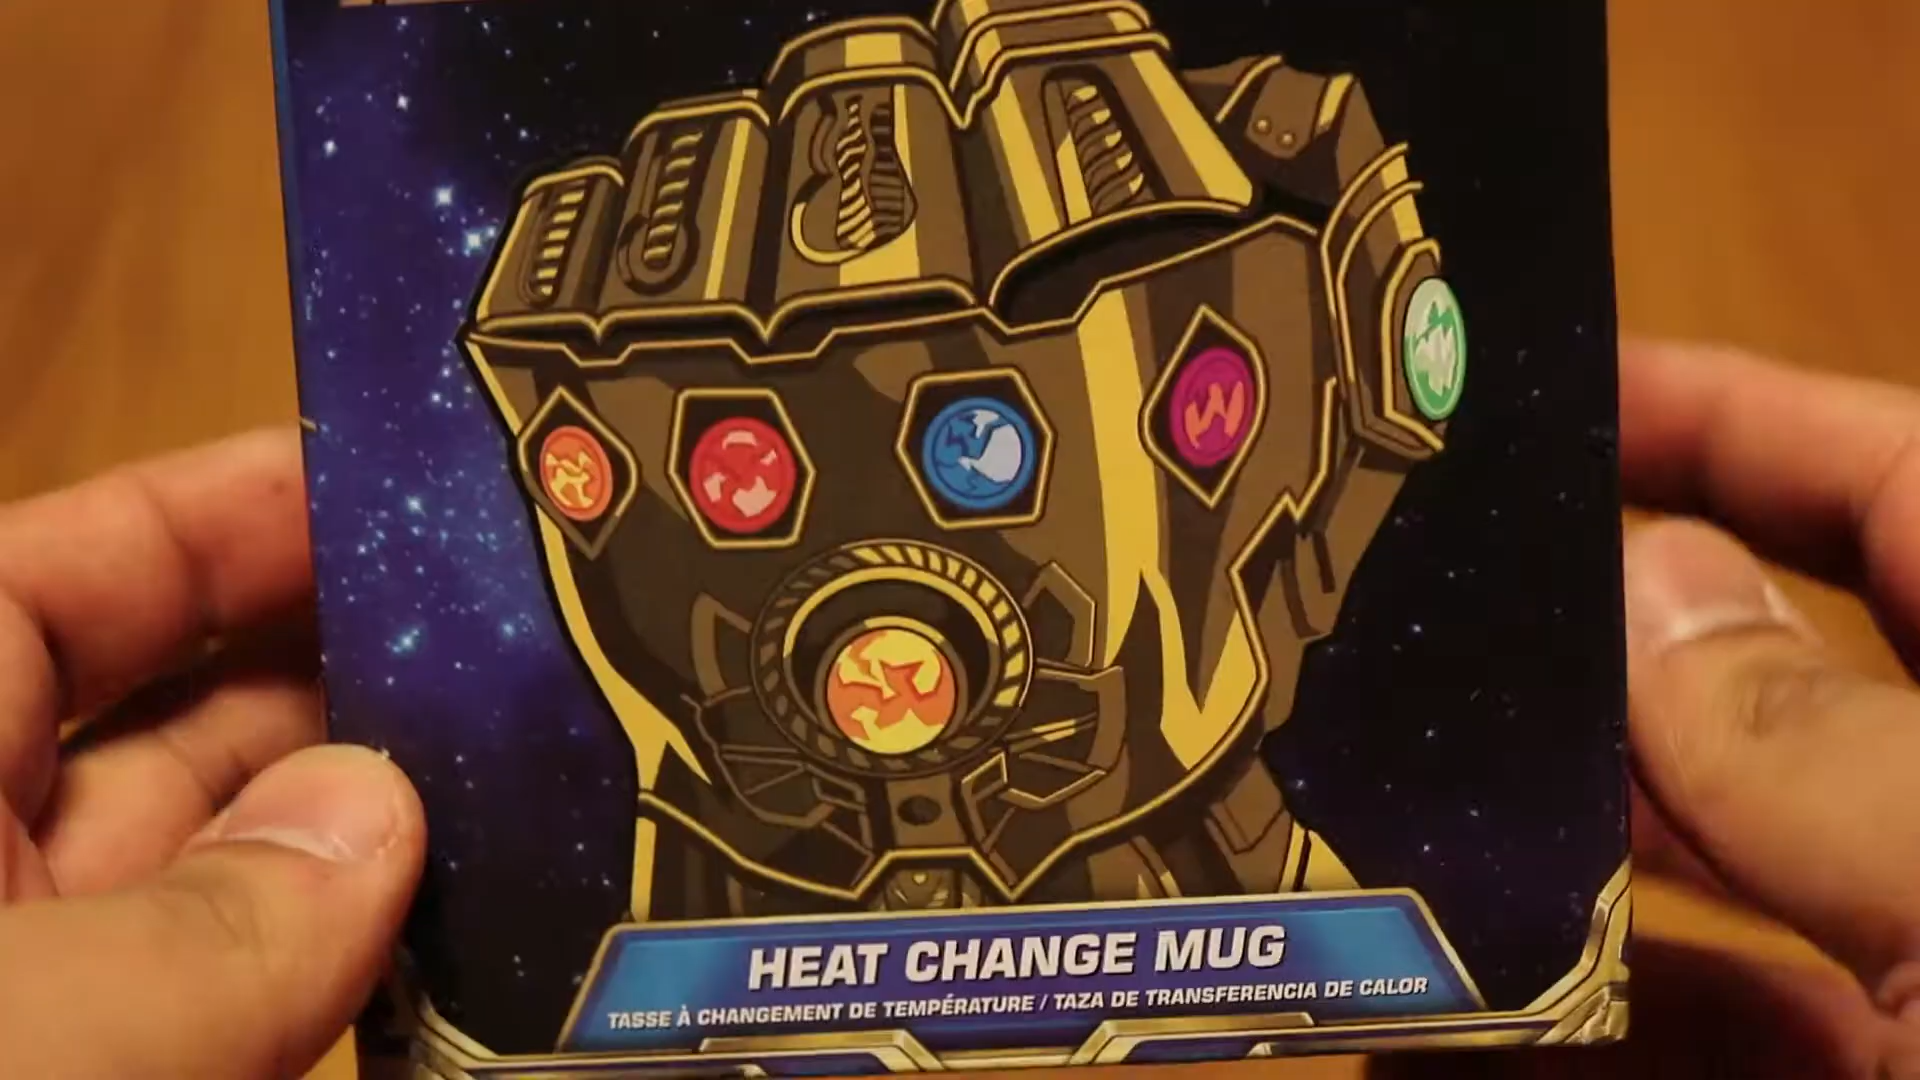 HEAT CHANGE MUG
TASSE À CHANGEMENT DE TEMPÉRATURE / TAZA DE TRANSFERENCIA DE CALOR